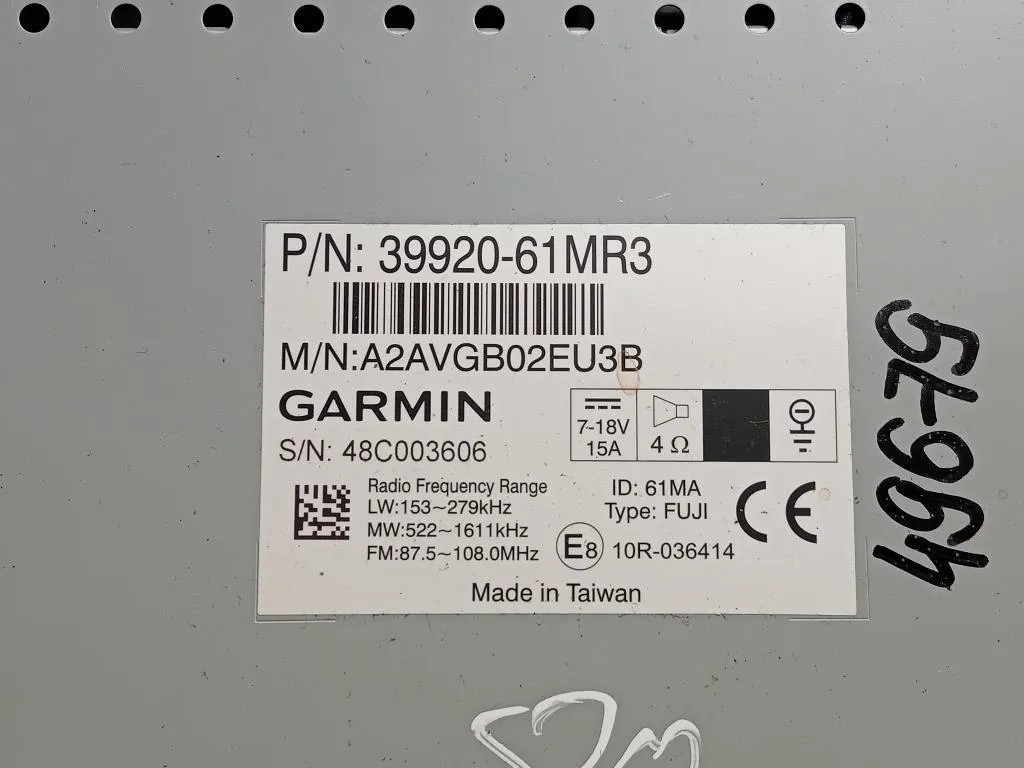 P/N: 39920-61MR3
M/N:A2AVGB02EU3B
GARMIN
S/N: 48C003606
7-18V
15A
4 Ω
Radio Frequency Range
LW:153~279kHz
MW:522~1611kHz
FM:87.5~108.0MHz
ID: 61MA
Type: FUJI
CE
E8 10R-036414
Made in Taiwan